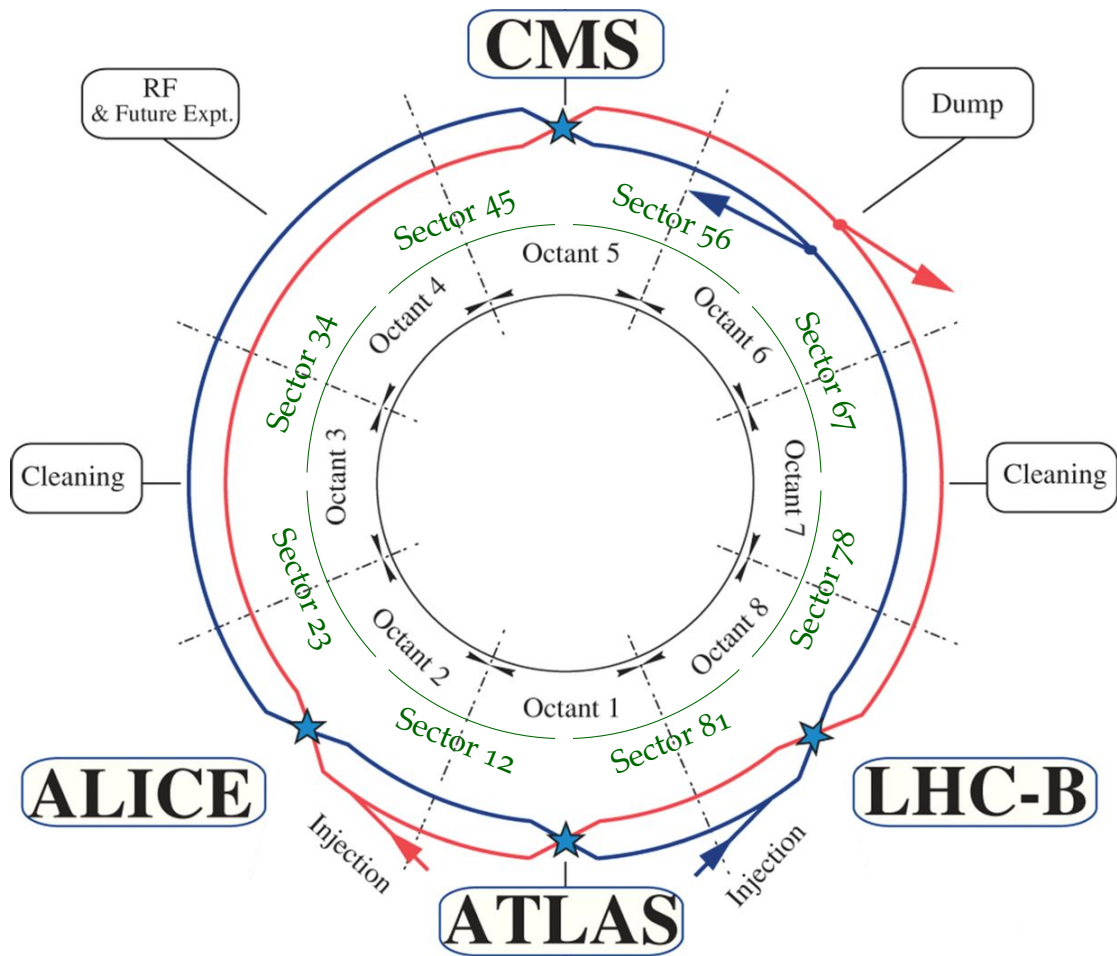 CMS
RF
& Future Expt.
Dump
Sector 45
Sector 56
Octant 5
Octant 4
Octant 6
Sector 34
Sector 67
Cleaning
Octant 3
Octant 7
Cleaning
Sector 23
Sector 78
Octant 2
Octant 8
Octant 1
Sector 12
Sector 81
ALICE
LHC-B
Injection
Injection
ATLAS